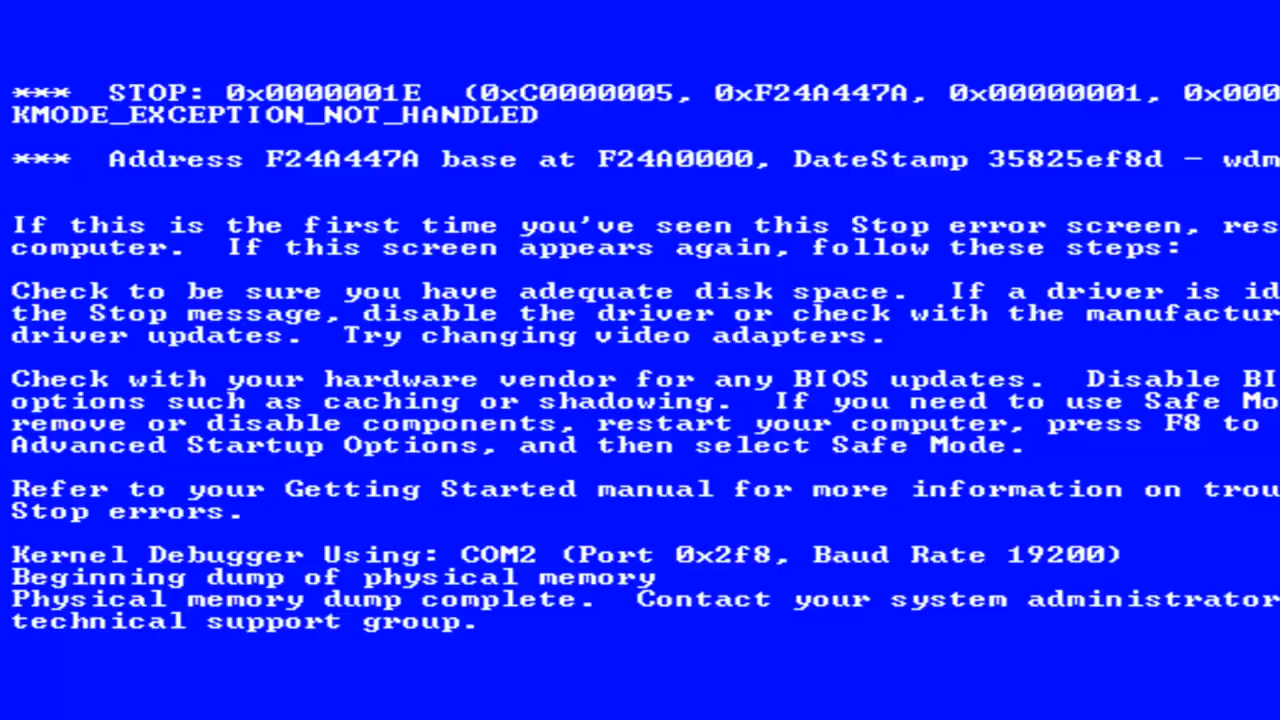 *** STOP: 0x0000001E (0xC0000005, 0xF24A447A, 0x00000001, 0x000
KMODE_EXCEPTION_NOT_HANDLED
*** Address F24A447A base at F24A0000, DateStamp 35825ef8d - wdm
If this is the first time you've seen this Stop error screen, res
computer. If this screen appears again, follow these steps:
Check to be sure you have adequate disk space. If a driver is id
the Stop message, disable the driver or check with the manufactur
driver updates. Try changing video adapters.
Check with your hardware vendor for any BIOS updates. Disable BI
options such as caching or shadowing. If you need to use Safe Mo
remove or disable components, restart your computer, press F8 to
Advanced Startup Options, and then select Safe Mode.
Refer to your Getting Started manual for more information on trou
Stop errors.
Kernel Debugger Using: COM2 (Port 0x2f8, Baud Rate 19200)
Beginning dump of physical memory
Physical memory dump complete. Contact your system administrator
technical support group.